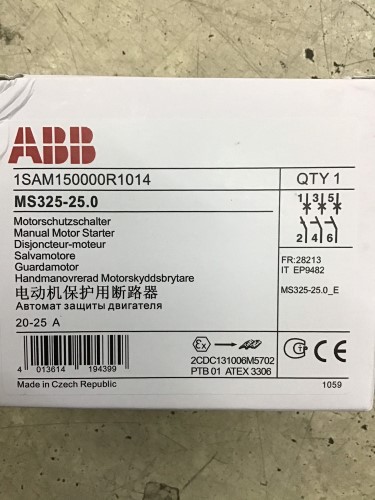 ABB
1SAM150000R1014 QTY 1
MS325-25.0
1 3 5
Motorschutzschalter
Manual Motor Starter
Disjoncteur-moteur
Salvamotore
Guardamotor
Handmanovrerad Motorskyddsbrytare
2 4 6
电动机保护用断路器
Автомат защиты двигателя
20-25 A
FR:28213
IT EP9482
MS325-25.0_E
Ex
2CDC131006M5702
PTB 01 ATEX 3306
4 013614 194399
Made in Czech Republic
1059